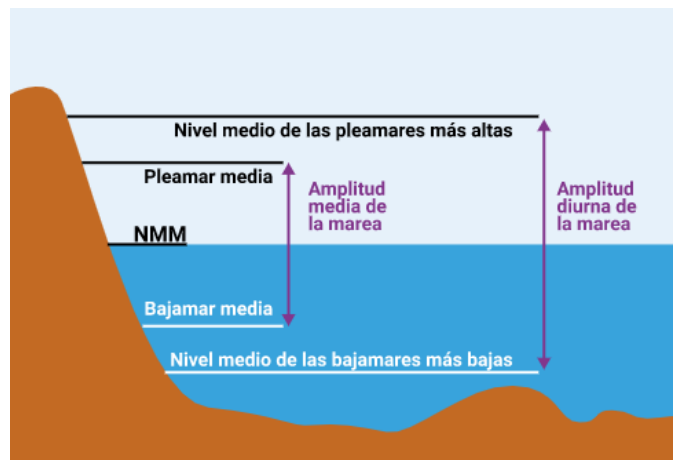 Nivel medio de las pleamares más altas
Pleamar media
Amplitud
media de
la marea
Amplitud
diurna de
la marea
NMM
Bajamar media
Nivel medio de las bajamares más bajas